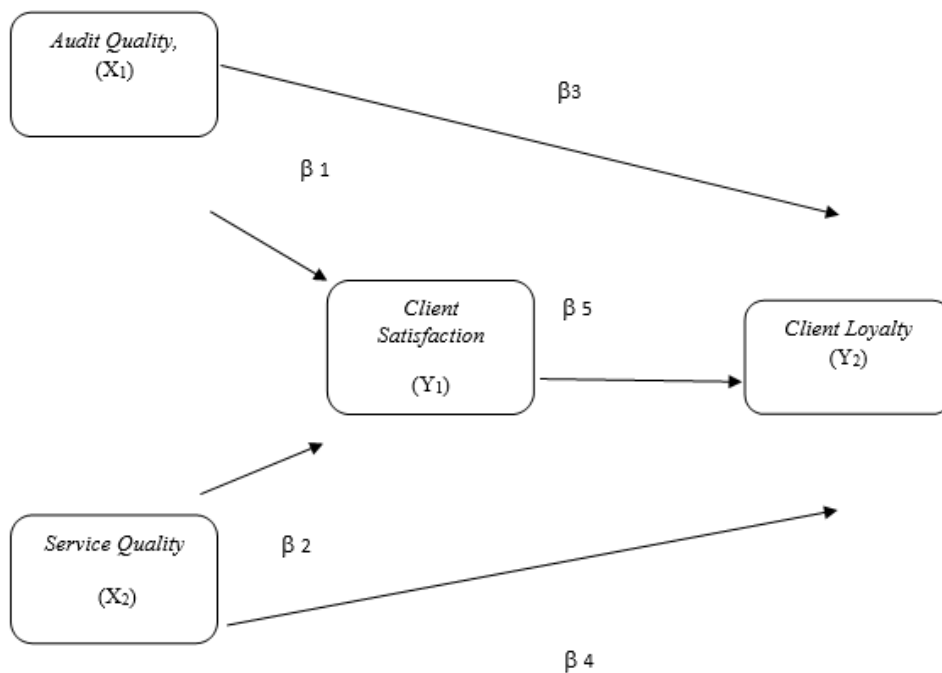 Audit Quality,
(X₁)
β3
β 1
Client
Satisfaction
(Y₁)
β 5
Client Loyalty
(Y₂)
Service Quality
(X₂)
β 2
β 4